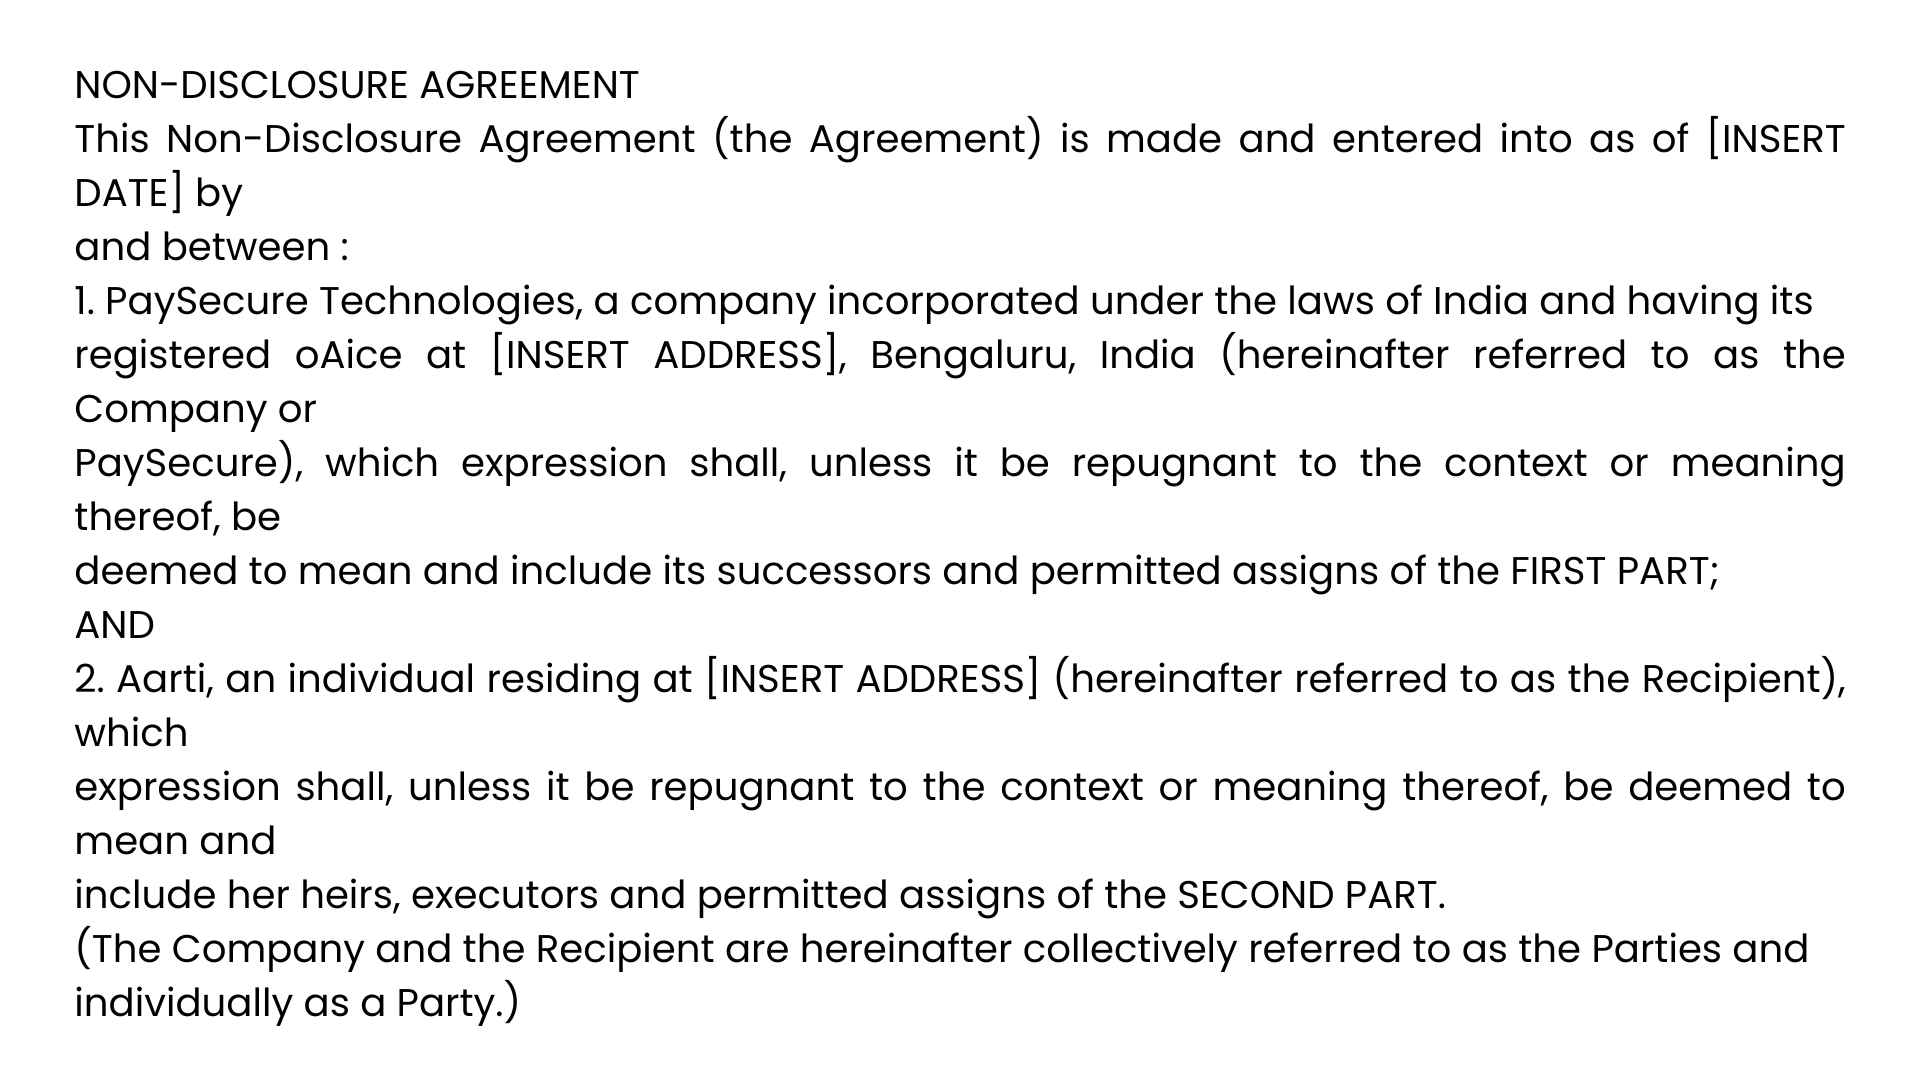 NON-DISCLOSURE AGREEMENT
This Non-Disclosure Agreement (the Agreement) is made and entered into as of [INSERT
DATE] by
and between :
1. PaySecure Technologies, a company incorporated under the laws of India and having its
registered oAice at [INSERT ADDRESS], Bengaluru, India (hereinafter referred to as the
Company or
PaySecure), which expression shall, unless it be repugnant to the context or meaning
thereof, be
deemed to mean and include its successors and permitted assigns of the FIRST PART;
AND
2. Aarti, an individual residing at [INSERT ADDRESS] (hereinafter referred to as the Recipient),
which
expression shall, unless it be repugnant to the context or meaning thereof, be deemed to
mean and
include her heirs, executors and permitted assigns of the SECOND PART.
(The Company and the Recipient are hereinafter collectively referred to as the Parties and
individually as a Party.)